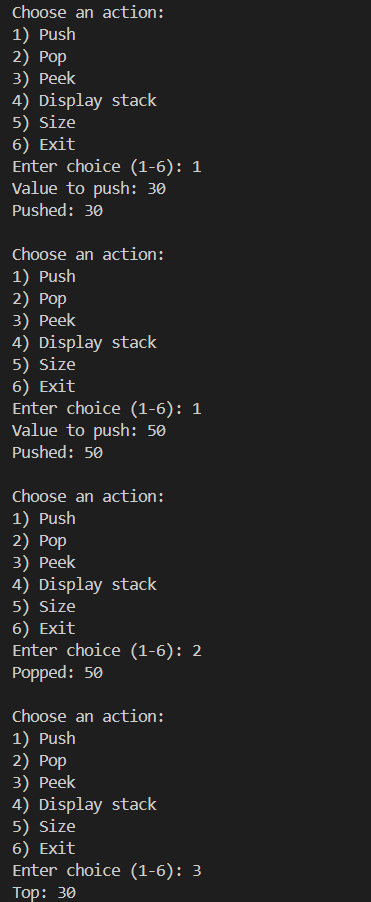 Choose an action:
1) Push
2) Pop
3) Peek
4) Display stack
5) Size
6) Exit
Enter choice (1-6): 1
Value to push: 30
Pushed: 30

Choose an action:
1) Push
2) Pop
3) Peek
4) Display stack
5) Size
6) Exit
Enter choice (1-6): 1
Value to push: 50
Pushed: 50

Choose an action:
1) Push
2) Pop
3) Peek
4) Display stack
5) Size
6) Exit
Enter choice (1-6): 2
Popped: 50

Choose an action:
1) Push
2) Pop
3) Peek
4) Display stack
5) Size
6) Exit
Enter choice (1-6): 3
Top: 30